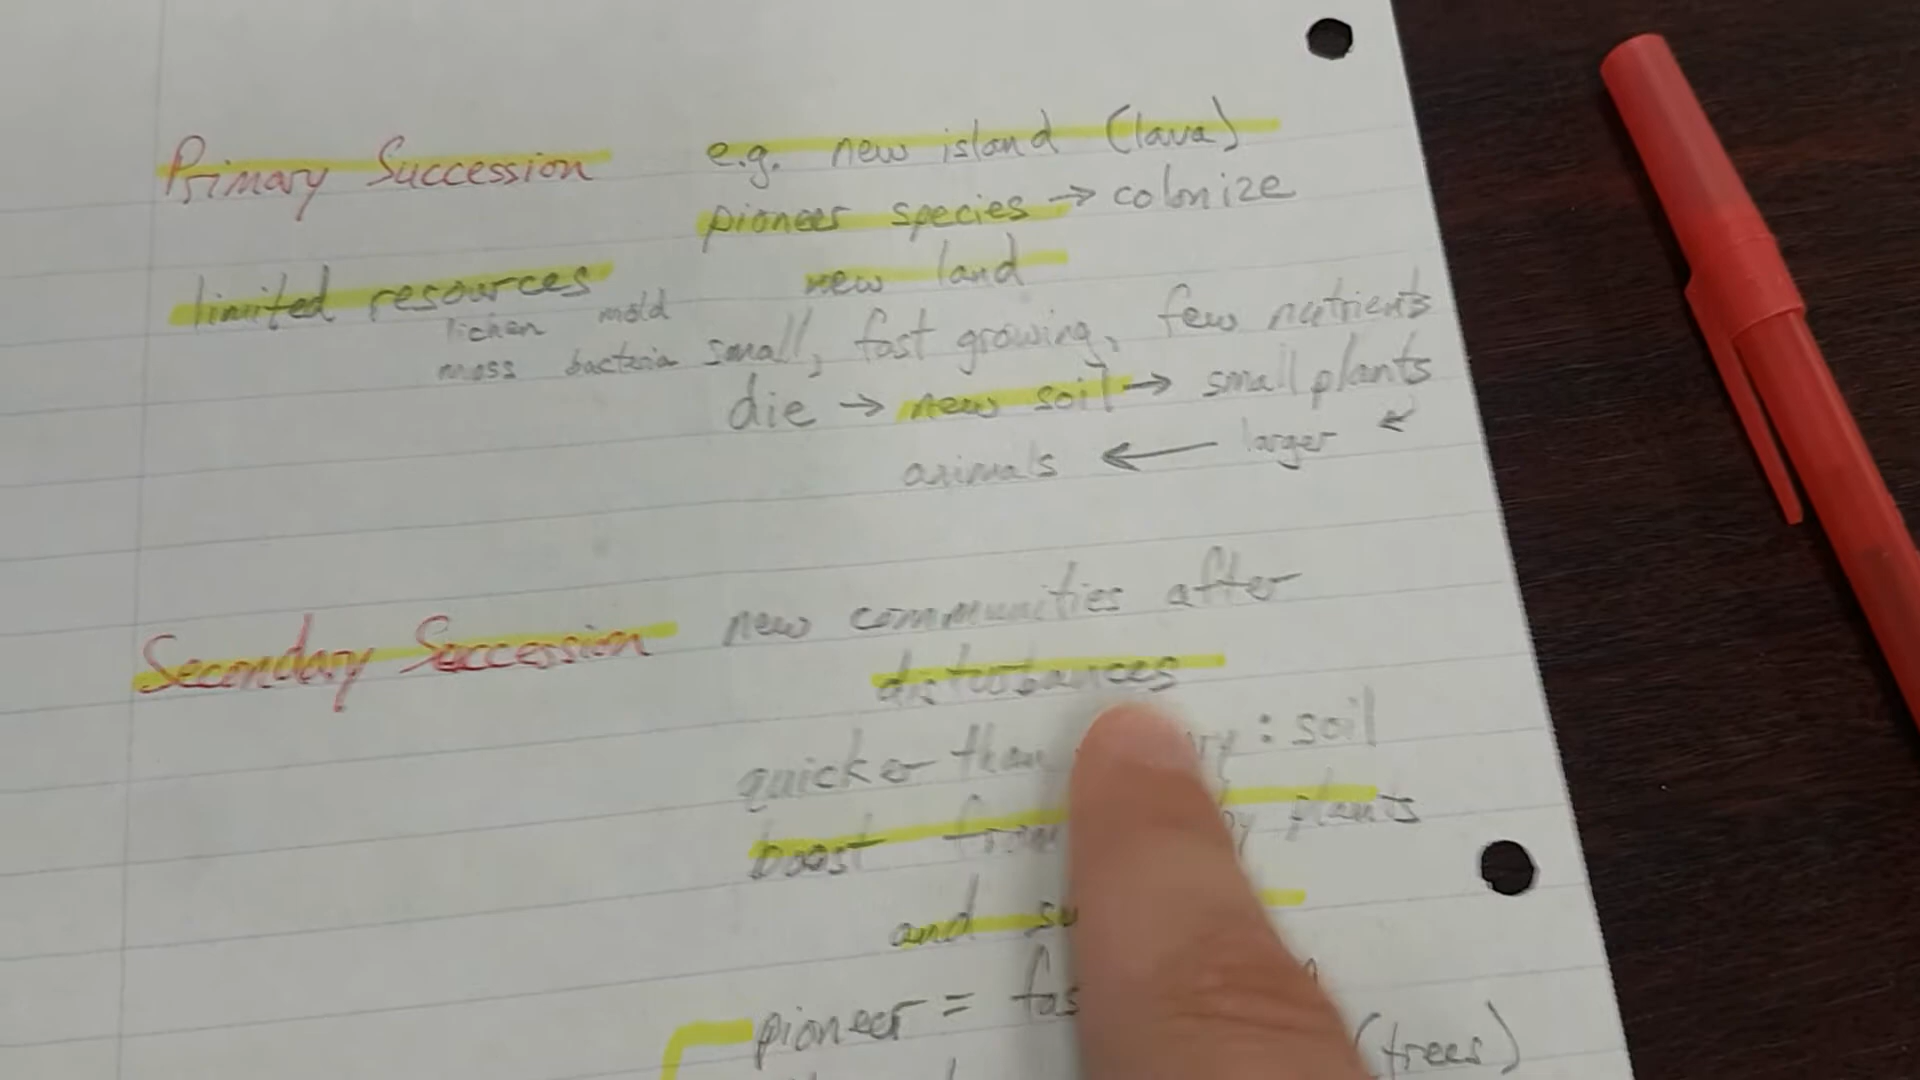 Primary Succession e.g. new island (lava)
pioneer species → colonize
limited resources new land
lichen mold
moss bacteria small, fast growing, few nutrients
die → new soil → small plants
animals ← larger ↙
Secondary Succession new communities after
disturbances
quicker than : soil
boost from plants
and
pioneer =
(trees)